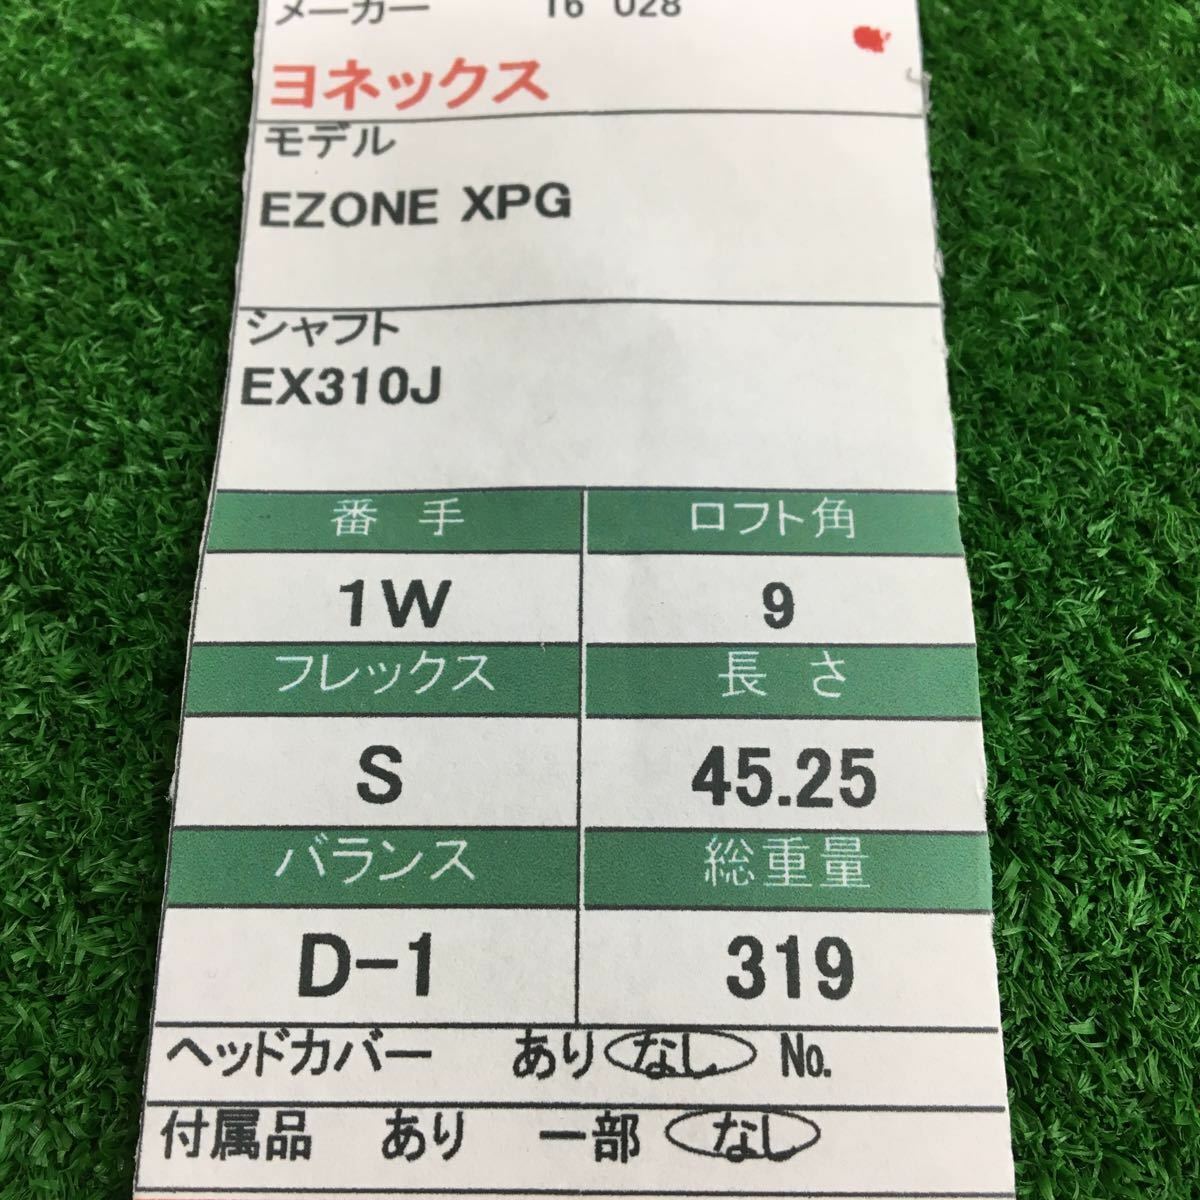 メーカー 16 028
ヨネックス
モデル
EZONE XPG
シャフト
EX310J
番 手 ロフト角
1W 9
フレックス 長 さ
S 45.25
バランス 総重量
D-1 319
ヘッドカバー あり なし No.
付属品 あり 一部 なし